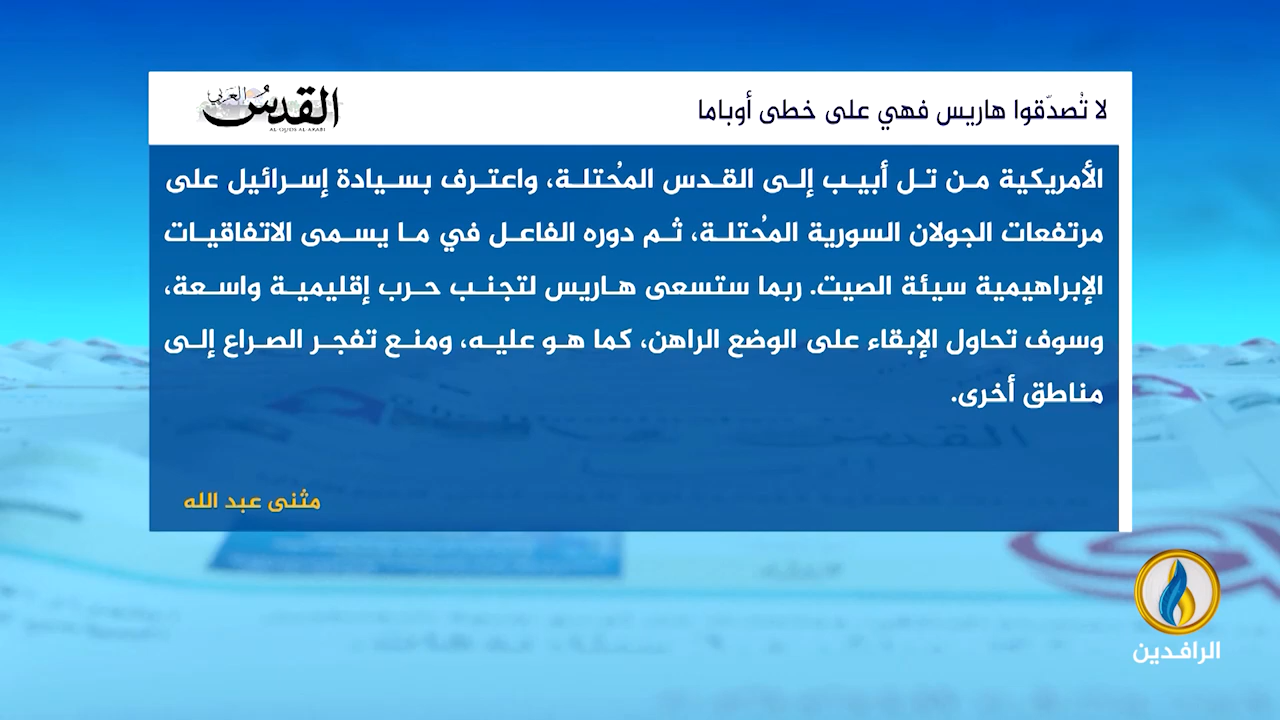 لا تُصدّقوا هاريس فهي على خطى أوباما
القدس العربي
AL-QUDS AL-ARABI
الأمريكية من تل أبيب إلى القدس المُحتلة، واعترف بسيادة إسرائيل على
مرتفعات الجولان السورية المُحتلة، ثم دوره الفاعل في ما يسمى الاتفاقيات
الإبراهيمية سيئة الصيت. ربما ستسعى هاريس لتجنب حرب إقليمية واسعة،
وسوف تحاول الإبقاء على الوضع الراهن، كما هو عليه، ومنع تفجر الصراع إلى
مناطق أخرى.
مثنى عبد الله
الرافدين